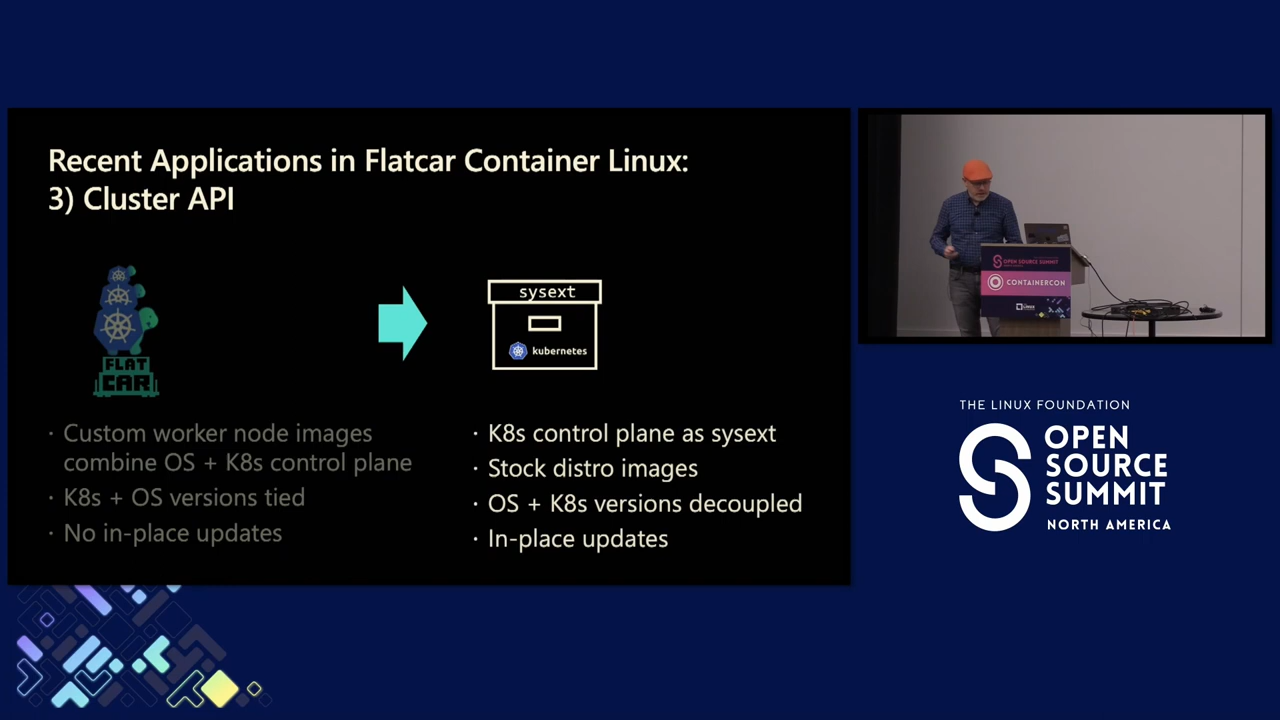 Recent Applications in Flatcar Container Linux:
3) Cluster API
FLAT
CAR
sysext
kubernetes
· Custom worker node images
combine OS + K8s control plane
· K8s + OS versions tied
· No in-place updates
· K8s control plane as sysext
· Stock distro images
· OS + K8s versions decoupled
· In-place updates
OPEN SOURCE SUMMIT
CONTAINERCON
THE LINUX FOUNDATION
OPEN
SOURCE
SUMMIT
NORTH AMERICA